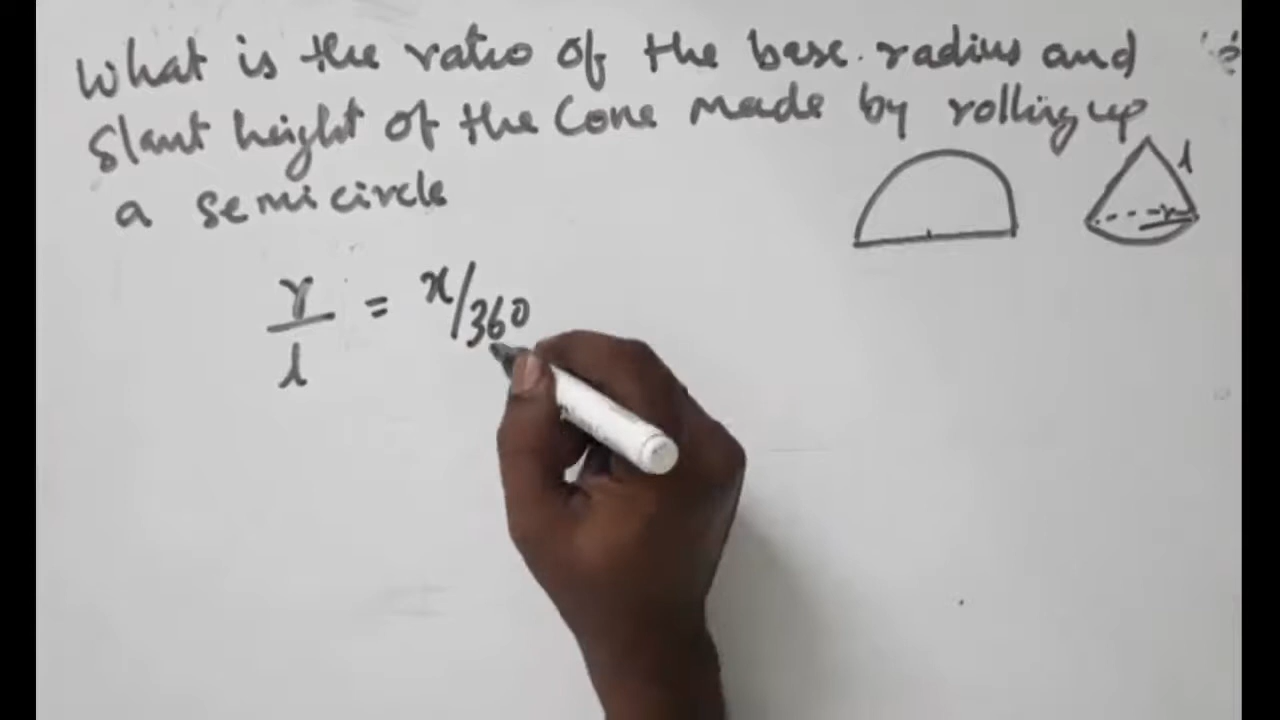 What is the ratio of the base radius and
Slant height of the Cone made by rolling up
a semicircle
l
r
r
/
l = x/360